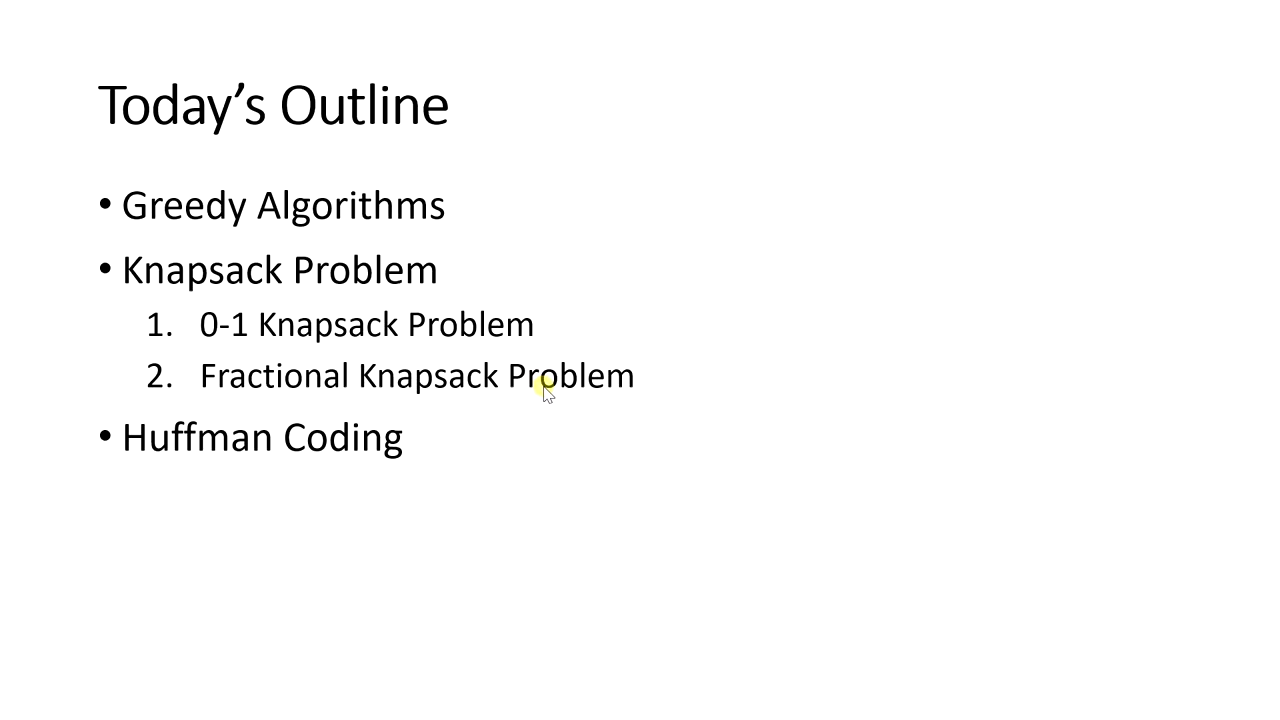 Today’s Outline
• Greedy Algorithms
• Knapsack Problem
1. 0-1 Knapsack Problem
2. Fractional Knapsack Problem
• Huffman Coding